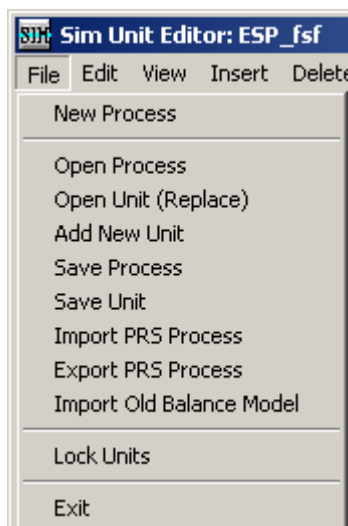 SIM Sim Unit Editor: ESP_fsf
File Edit View Insert Delete
New Process
Open Process
Open Unit (Replace)
Add New Unit
Save Process
Save Unit
Import PRS Process
Export PRS Process
Import Old Balance Model
Lock Units
Exit